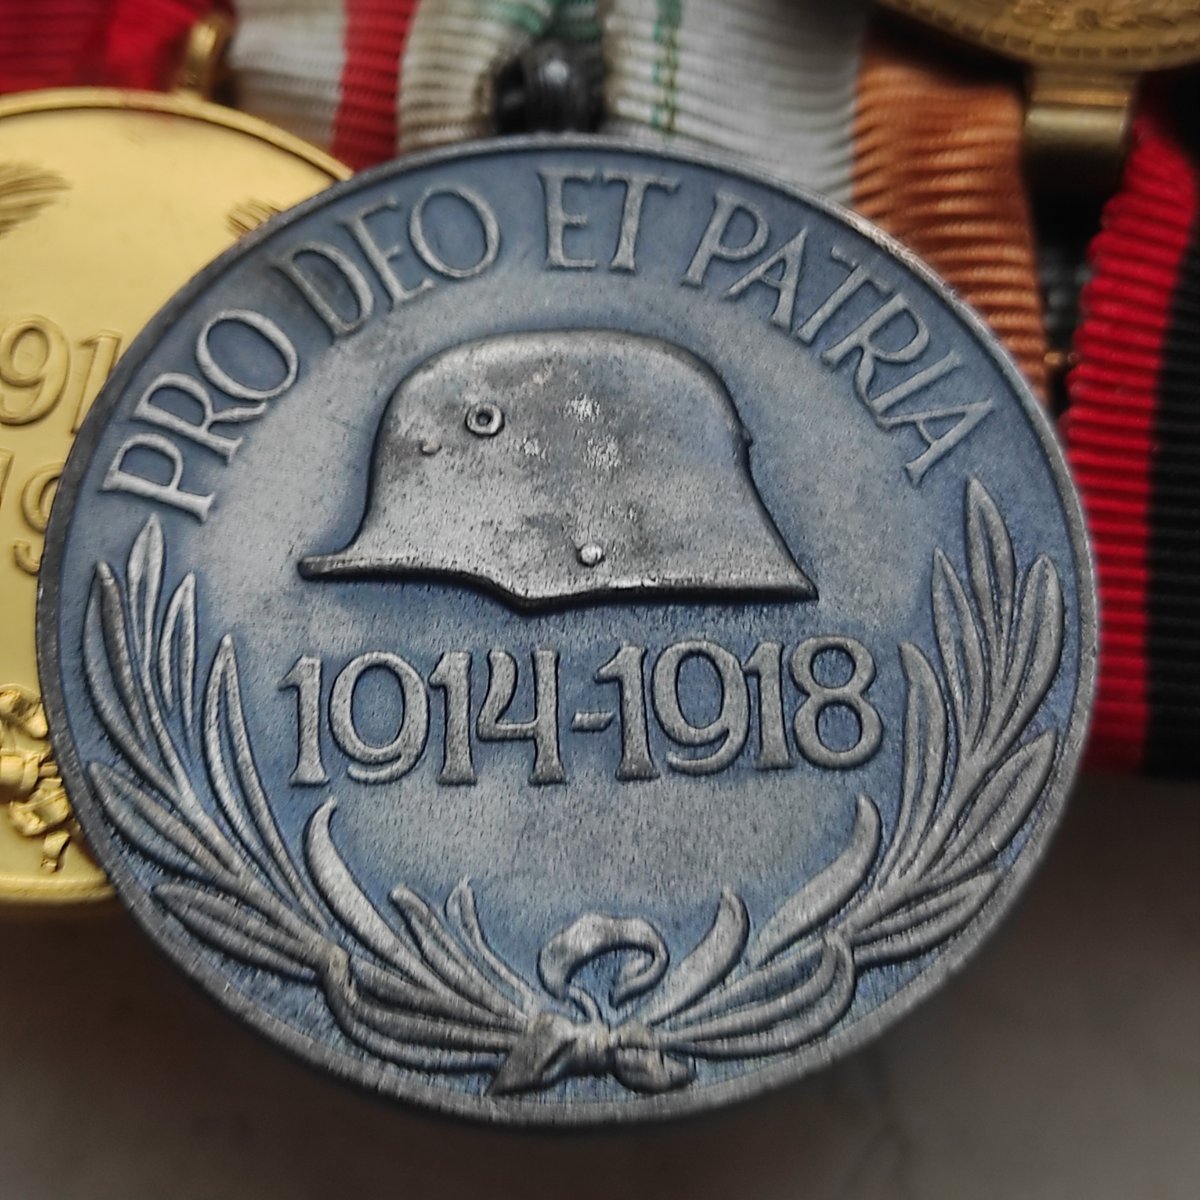 PRO DEO ET PATRIA
1914-1918